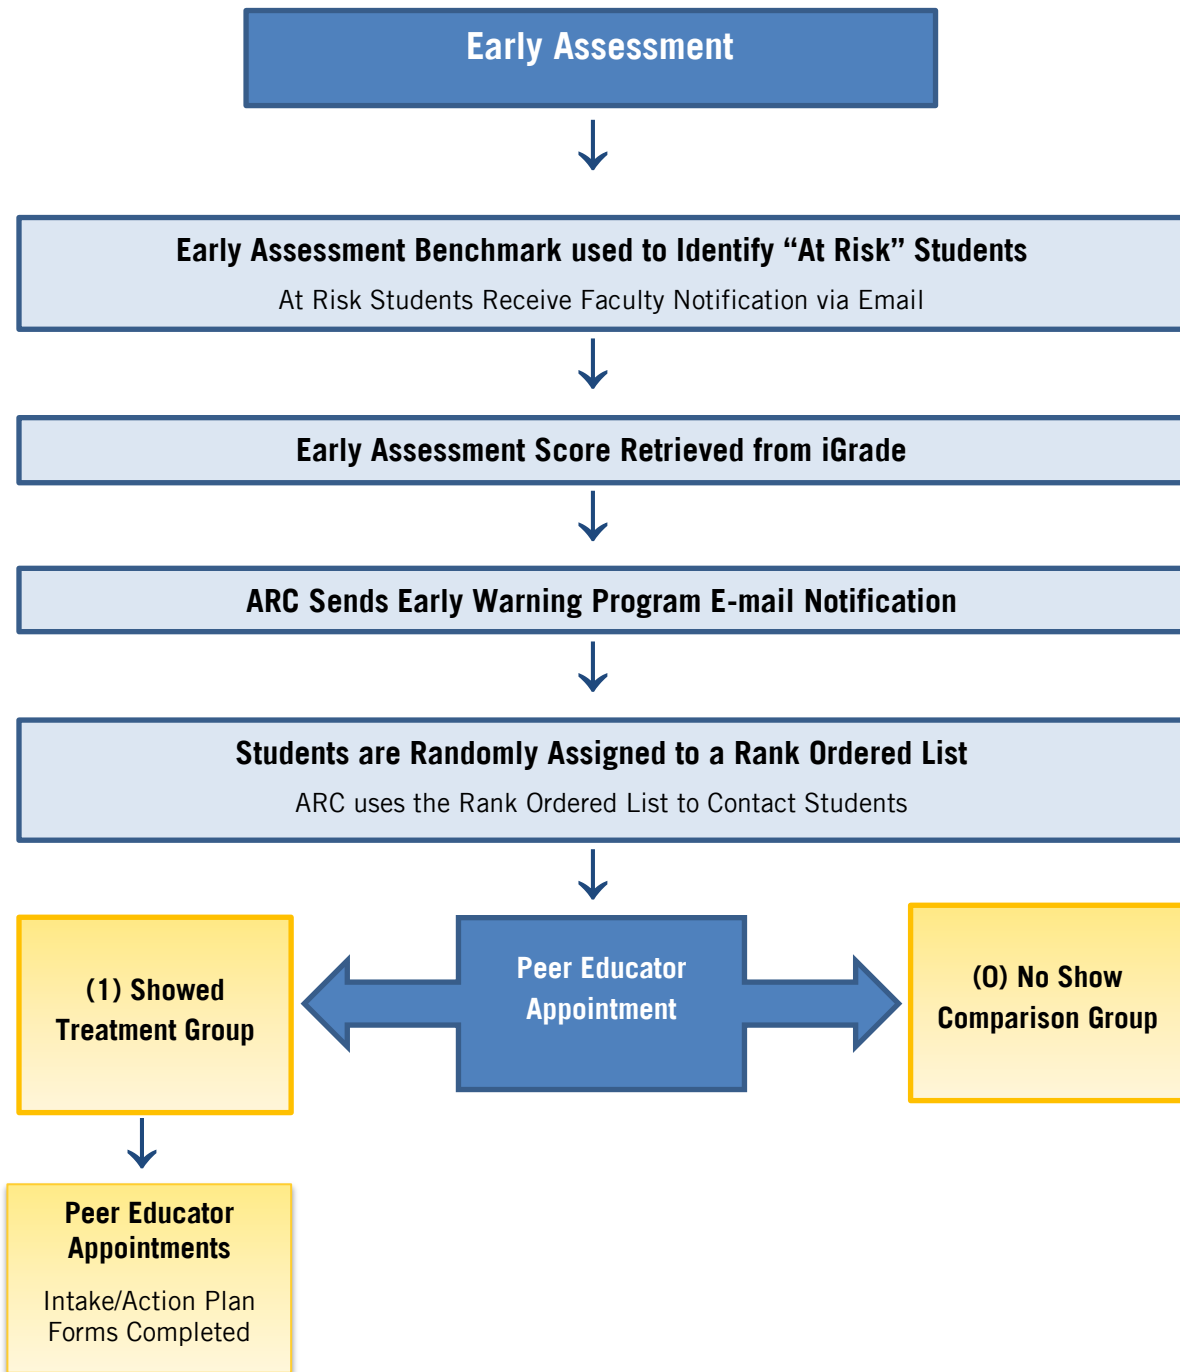 Early Assessment
Early Assessment Benchmark used to Identify “At Risk” Students
At Risk Students Receive Faculty Notification via Email
Early Assessment Score Retrieved from iGrade
ARC Sends Early Warning Program E-mail Notification
Students are Randomly Assigned to a Rank Ordered List
ARC uses the Rank Ordered List to Contact Students
(1) Showed
Treatment Group
Peer Educator
Appointment
(0) No Show
Comparison Group
Peer Educator
Appointments
Intake/Action Plan
Forms Completed